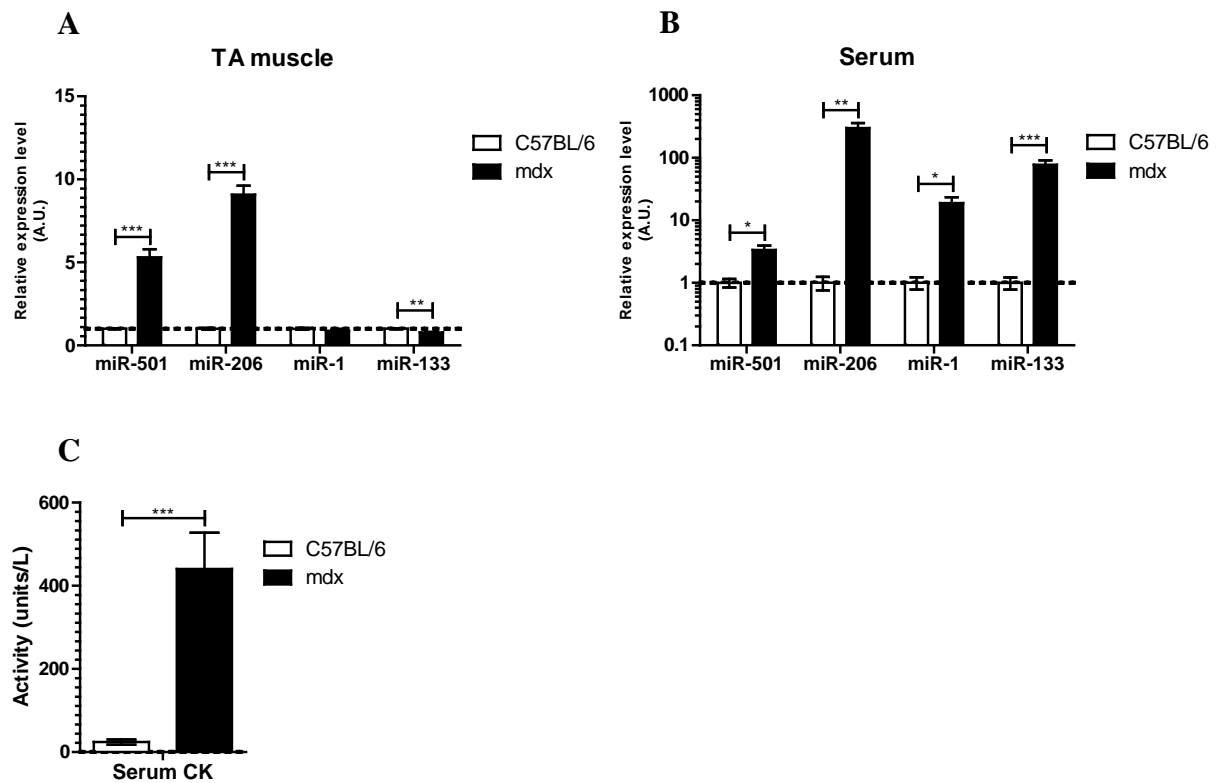 A
TA muscle
Relative expression level
(A.U.)
15
10
5
0
***
***
**
miR-501 miR-206 miR-1 miR-133
C57BL/6
mdx
B
Serum
Relative expression level
(A.U.)
1000
100
10
1
0.1
*
**
*
***
miR-501 miR-206 miR-1 miR-133
C57BL/6
mdx
C
Activity (units/L)
600
400
200
0
***
Serum CK
C57BL/6
mdx